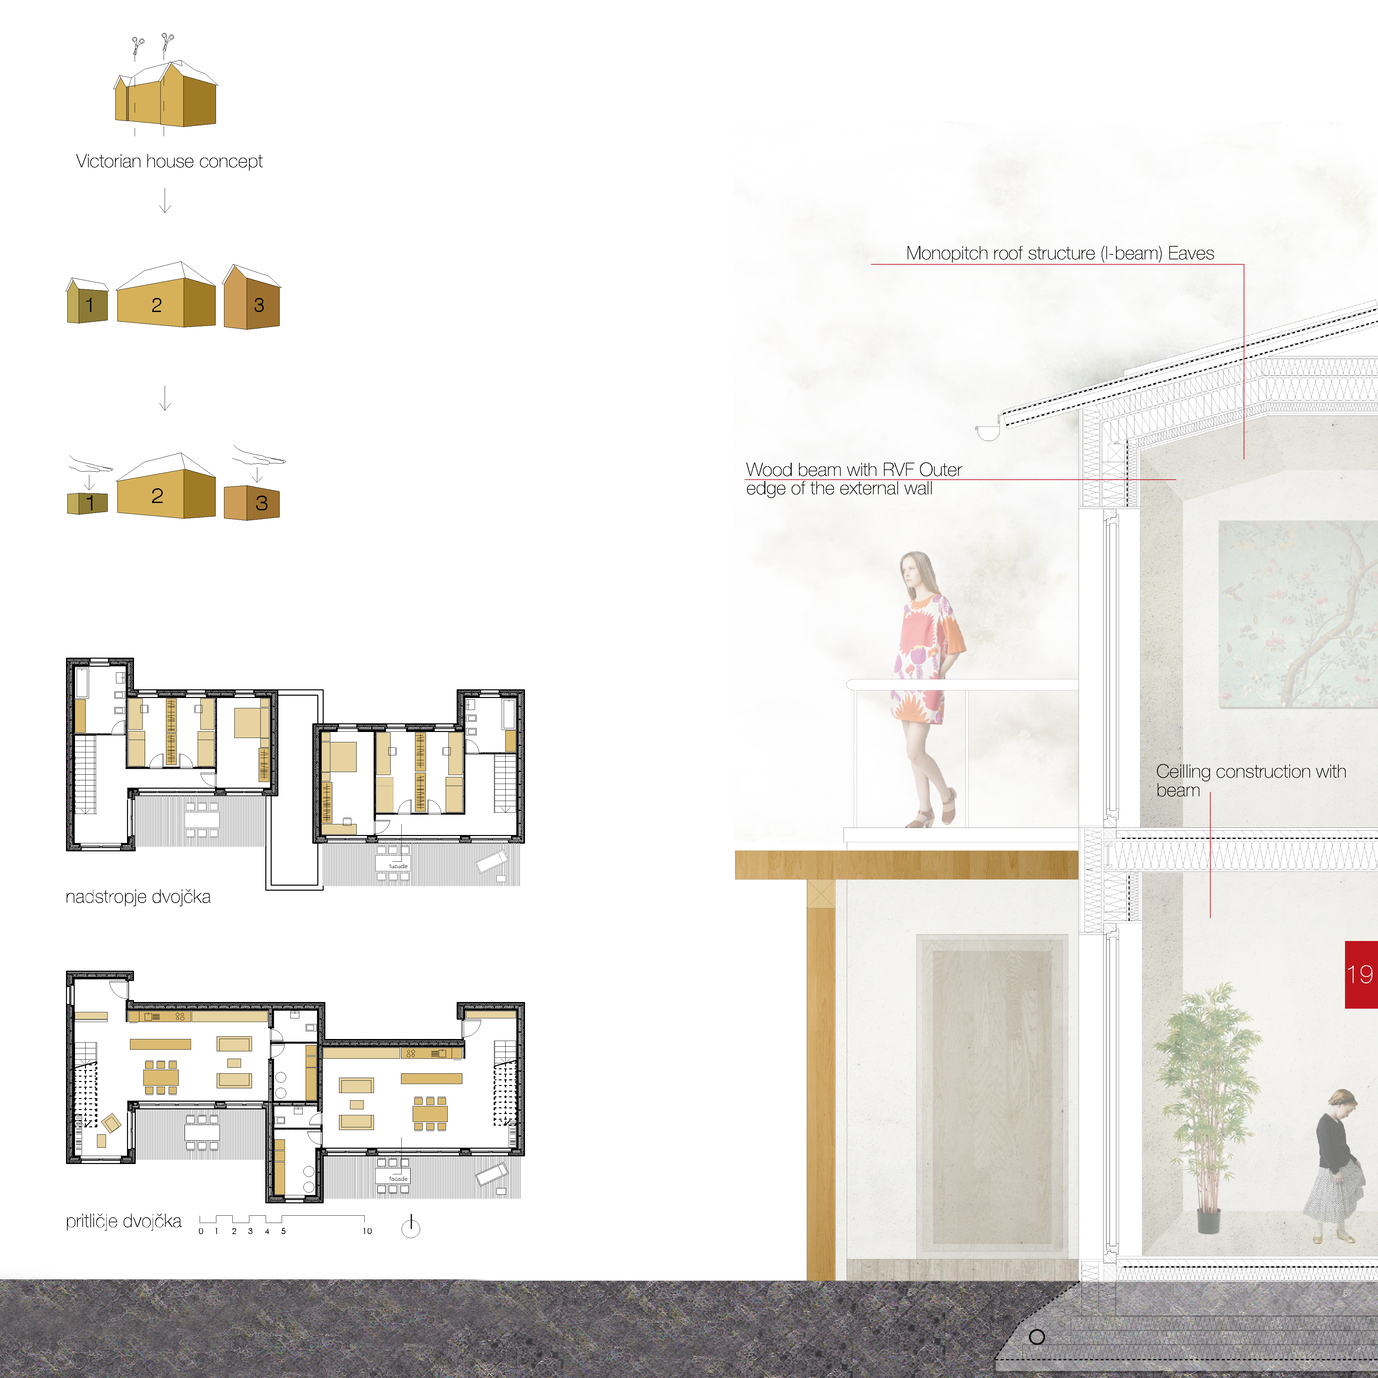 Victorian house concept
1
2
3
1
2
3
Monopitch roof structure (I-beam) Eaves
Wood beam with RVF Outer
edge of the external wall
Ceilling construction with
beam
19
facade
nadstropje dvojčka
facade
pritličje dvojčka
0 1 2 3 4 5 10